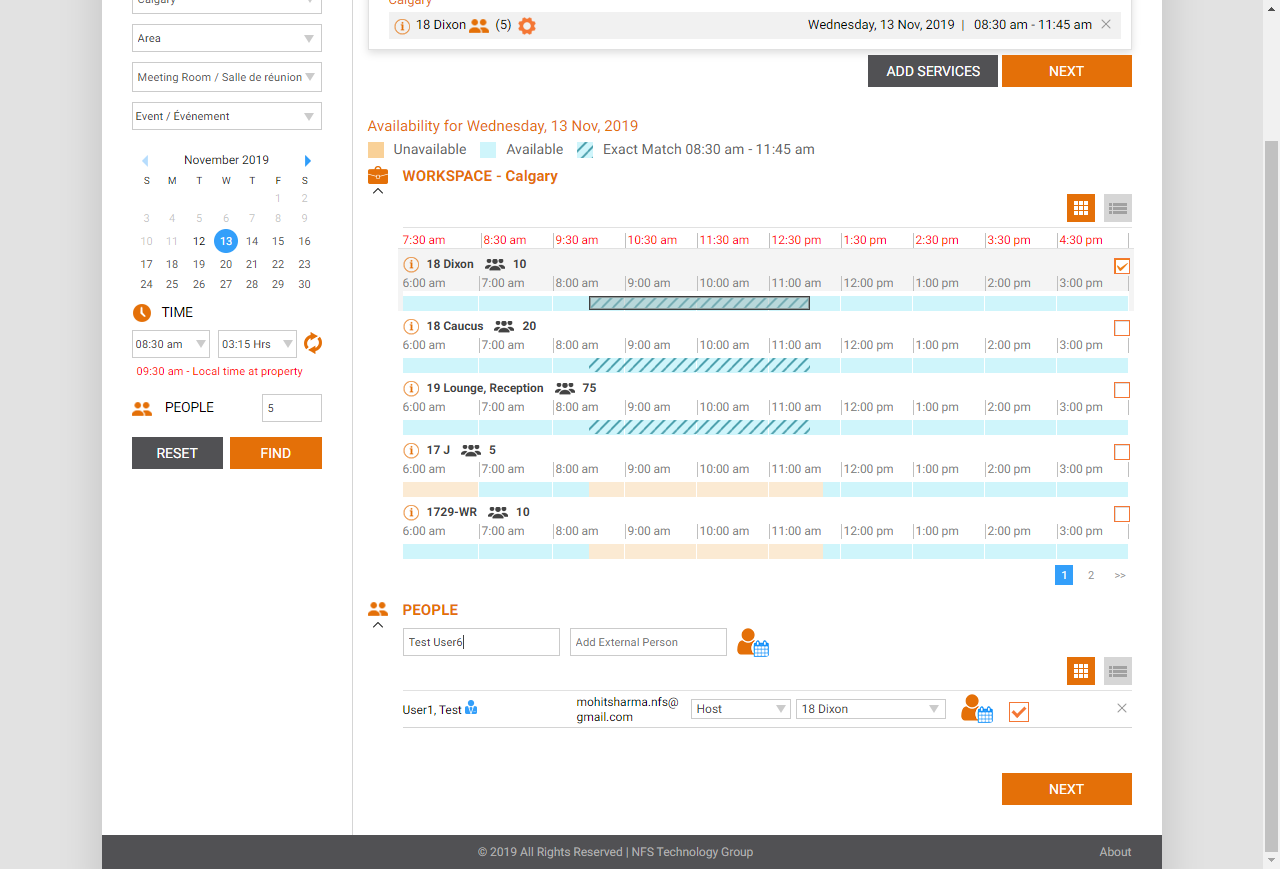 Calgary
Area
Meeting Room / Salle de réunion
Event / Événement
November 2019
S M T W T F S
1 2
3 4 5 6 7 8 9
10 11 12 13 14 15 16
17 18 19 20 21 22 23
24 25 26 27 28 29 30
TIME
08:30 am 03:15 Hrs
09:30 am - Local time at property
PEOPLE 5
RESET FIND
Calgary
18 Dixon (5) Wednesday, 13 Nov, 2019 | 08:30 am - 11:45 am
ADD SERVICES NEXT
Availability for Wednesday, 13 Nov, 2019
Unavailable Available Exact Match 08:30 am - 11:45 am
WORKSPACE - Calgary
7:30 am 8:30 am 9:30 am 10:30 am 11:30 am 12:30 pm 1:30 pm 2:30 pm 3:30 pm 4:30 pm
18 Dixon 10
6:00 am 7:00 am 8:00 am 9:00 am 10:00 am 11:00 am 12:00 pm 1:00 pm 2:00 pm 3:00 pm
18 Caucus 20
6:00 am 7:00 am 8:00 am 9:00 am 10:00 am 11:00 am 12:00 pm 1:00 pm 2:00 pm 3:00 pm
19 Lounge, Reception 75
6:00 am 7:00 am 8:00 am 9:00 am 10:00 am 11:00 am 12:00 pm 1:00 pm 2:00 pm 3:00 pm
17 J 5
6:00 am 7:00 am 8:00 am 9:00 am 10:00 am 11:00 am 12:00 pm 1:00 pm 2:00 pm 3:00 pm
1729-WR 10
6:00 am 7:00 am 8:00 am 9:00 am 10:00 am 11:00 am 12:00 pm 1:00 pm 2:00 pm 3:00 pm
1 2 >>
PEOPLE
Test User6 Add External Person
User1, Test mohitsharma.nfs@ Host 18 Dixon
gmail.com
NEXT
© 2019 All Rights Reserved | NFS Technology Group About